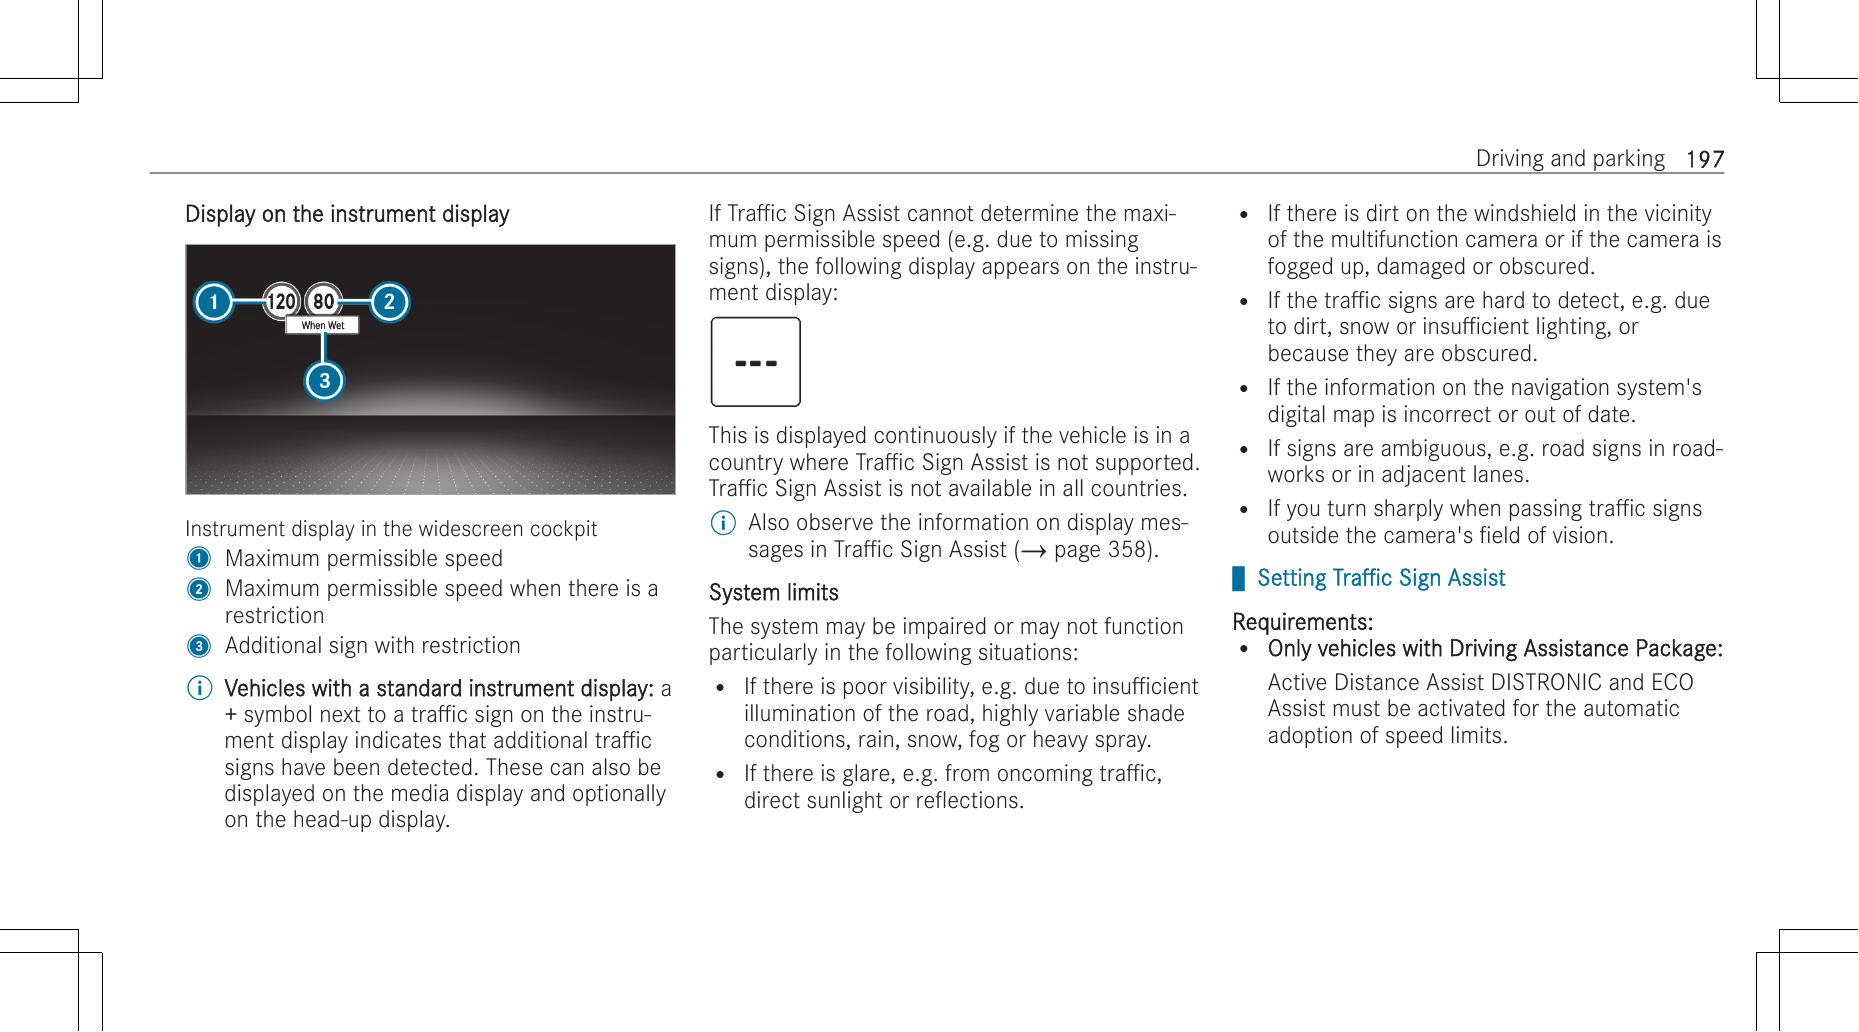 Driving and parking 197
Display on the instrument display
1 120 80 2
When Wet
3
Instrument display in the widescreen cockpit
1 Maximum permissible speed
2 Maximum permissible speed when there is a
restriction
3 Additional sign with restriction
i Vehicles with a standard instrument display: a
+ symbol next to a traffic sign on the instru-
ment display indicates that additional traffic
signs have been detected. These can also be
displayed on the media display and optionally
on the head-up display.
If Traffic Sign Assist cannot determine the maxi-
mum permissible speed (e.g. due to missing
signs), the following display appears on the instru-
ment display:
---
This is displayed continuously if the vehicle is in a
country where Traffic Sign Assist is not supported.
Traffic Sign Assist is not available in all countries.
i Also observe the information on display mes-
sages in Traffic Sign Assist (→ page 358).
System limits
The system may be impaired or may not function
particularly in the following situations:
• If there is poor visibility, e.g. due to insufficient
illumination of the road, highly variable shade
conditions, rain, snow, fog or heavy spray.
• If there is glare, e.g. from oncoming traffic,
direct sunlight or reflections.
• If there is dirt on the windshield in the vicinity
of the multifunction camera or if the camera is
fogged up, damaged or obscured.
• If the traffic signs are hard to detect, e.g. due
to dirt, snow or insufficient lighting, or
because they are obscured.
• If the information on the navigation system's
digital map is incorrect or out of date.
• If signs are ambiguous, e.g. road signs in road-
works or in adjacent lanes.
• If you turn sharply when passing traffic signs
outside the camera's field of vision.
Setting Traffic Sign Assist
Requirements:
• Only vehicles with Driving Assistance Package:
Active Distance Assist DISTRONIC and ECO
Assist must be activated for the automatic
adoption of speed limits.